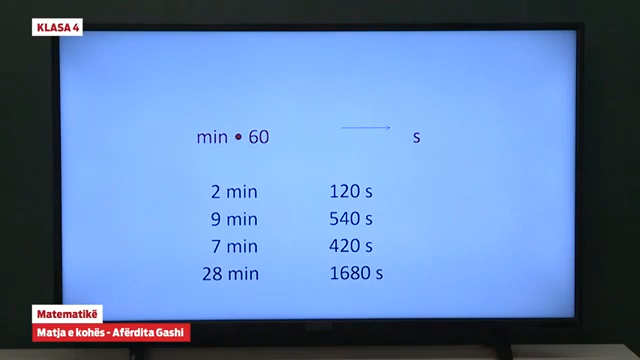 KLASA 4
min • 60 → s
2 min 120 s
9 min 540 s
7 min 420 s
28 min 1680 s
Matematikë
Matja e kohës - Afërdita Gashi